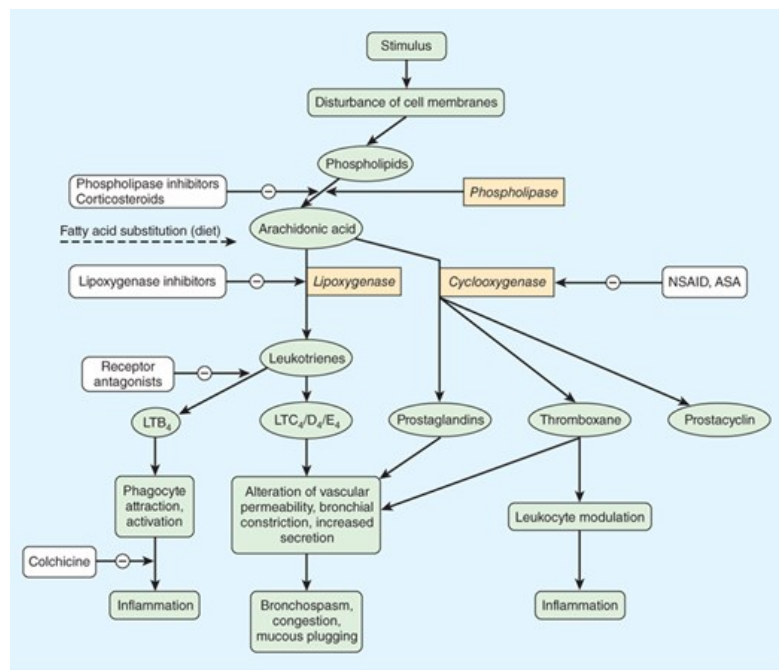 Stimulus
Disturbance of cell membranes
Phospholipids
Phospholipase inhibitors
Corticosteroids
−
Phospholipase
Arachidonic acid
Fatty acid substitution (diet)
Lipoxygenase inhibitors
−
Lipoxygenase
Cyclooxygenase
−
NSAID, ASA
Leukotrienes
Receptor
antagonists
−
LTB₄
LTC₄/D₄/E₄
Prostaglandins
Thromboxane
Prostacyclin
Phagocyte
attraction,
activation
Alteration of vascular
permeability, bronchial
constriction, increased
secretion
Leukocyte modulation
Colchicine
−
Inflammation
Bronchospasm,
congestion,
mucous plugging
Inflammation